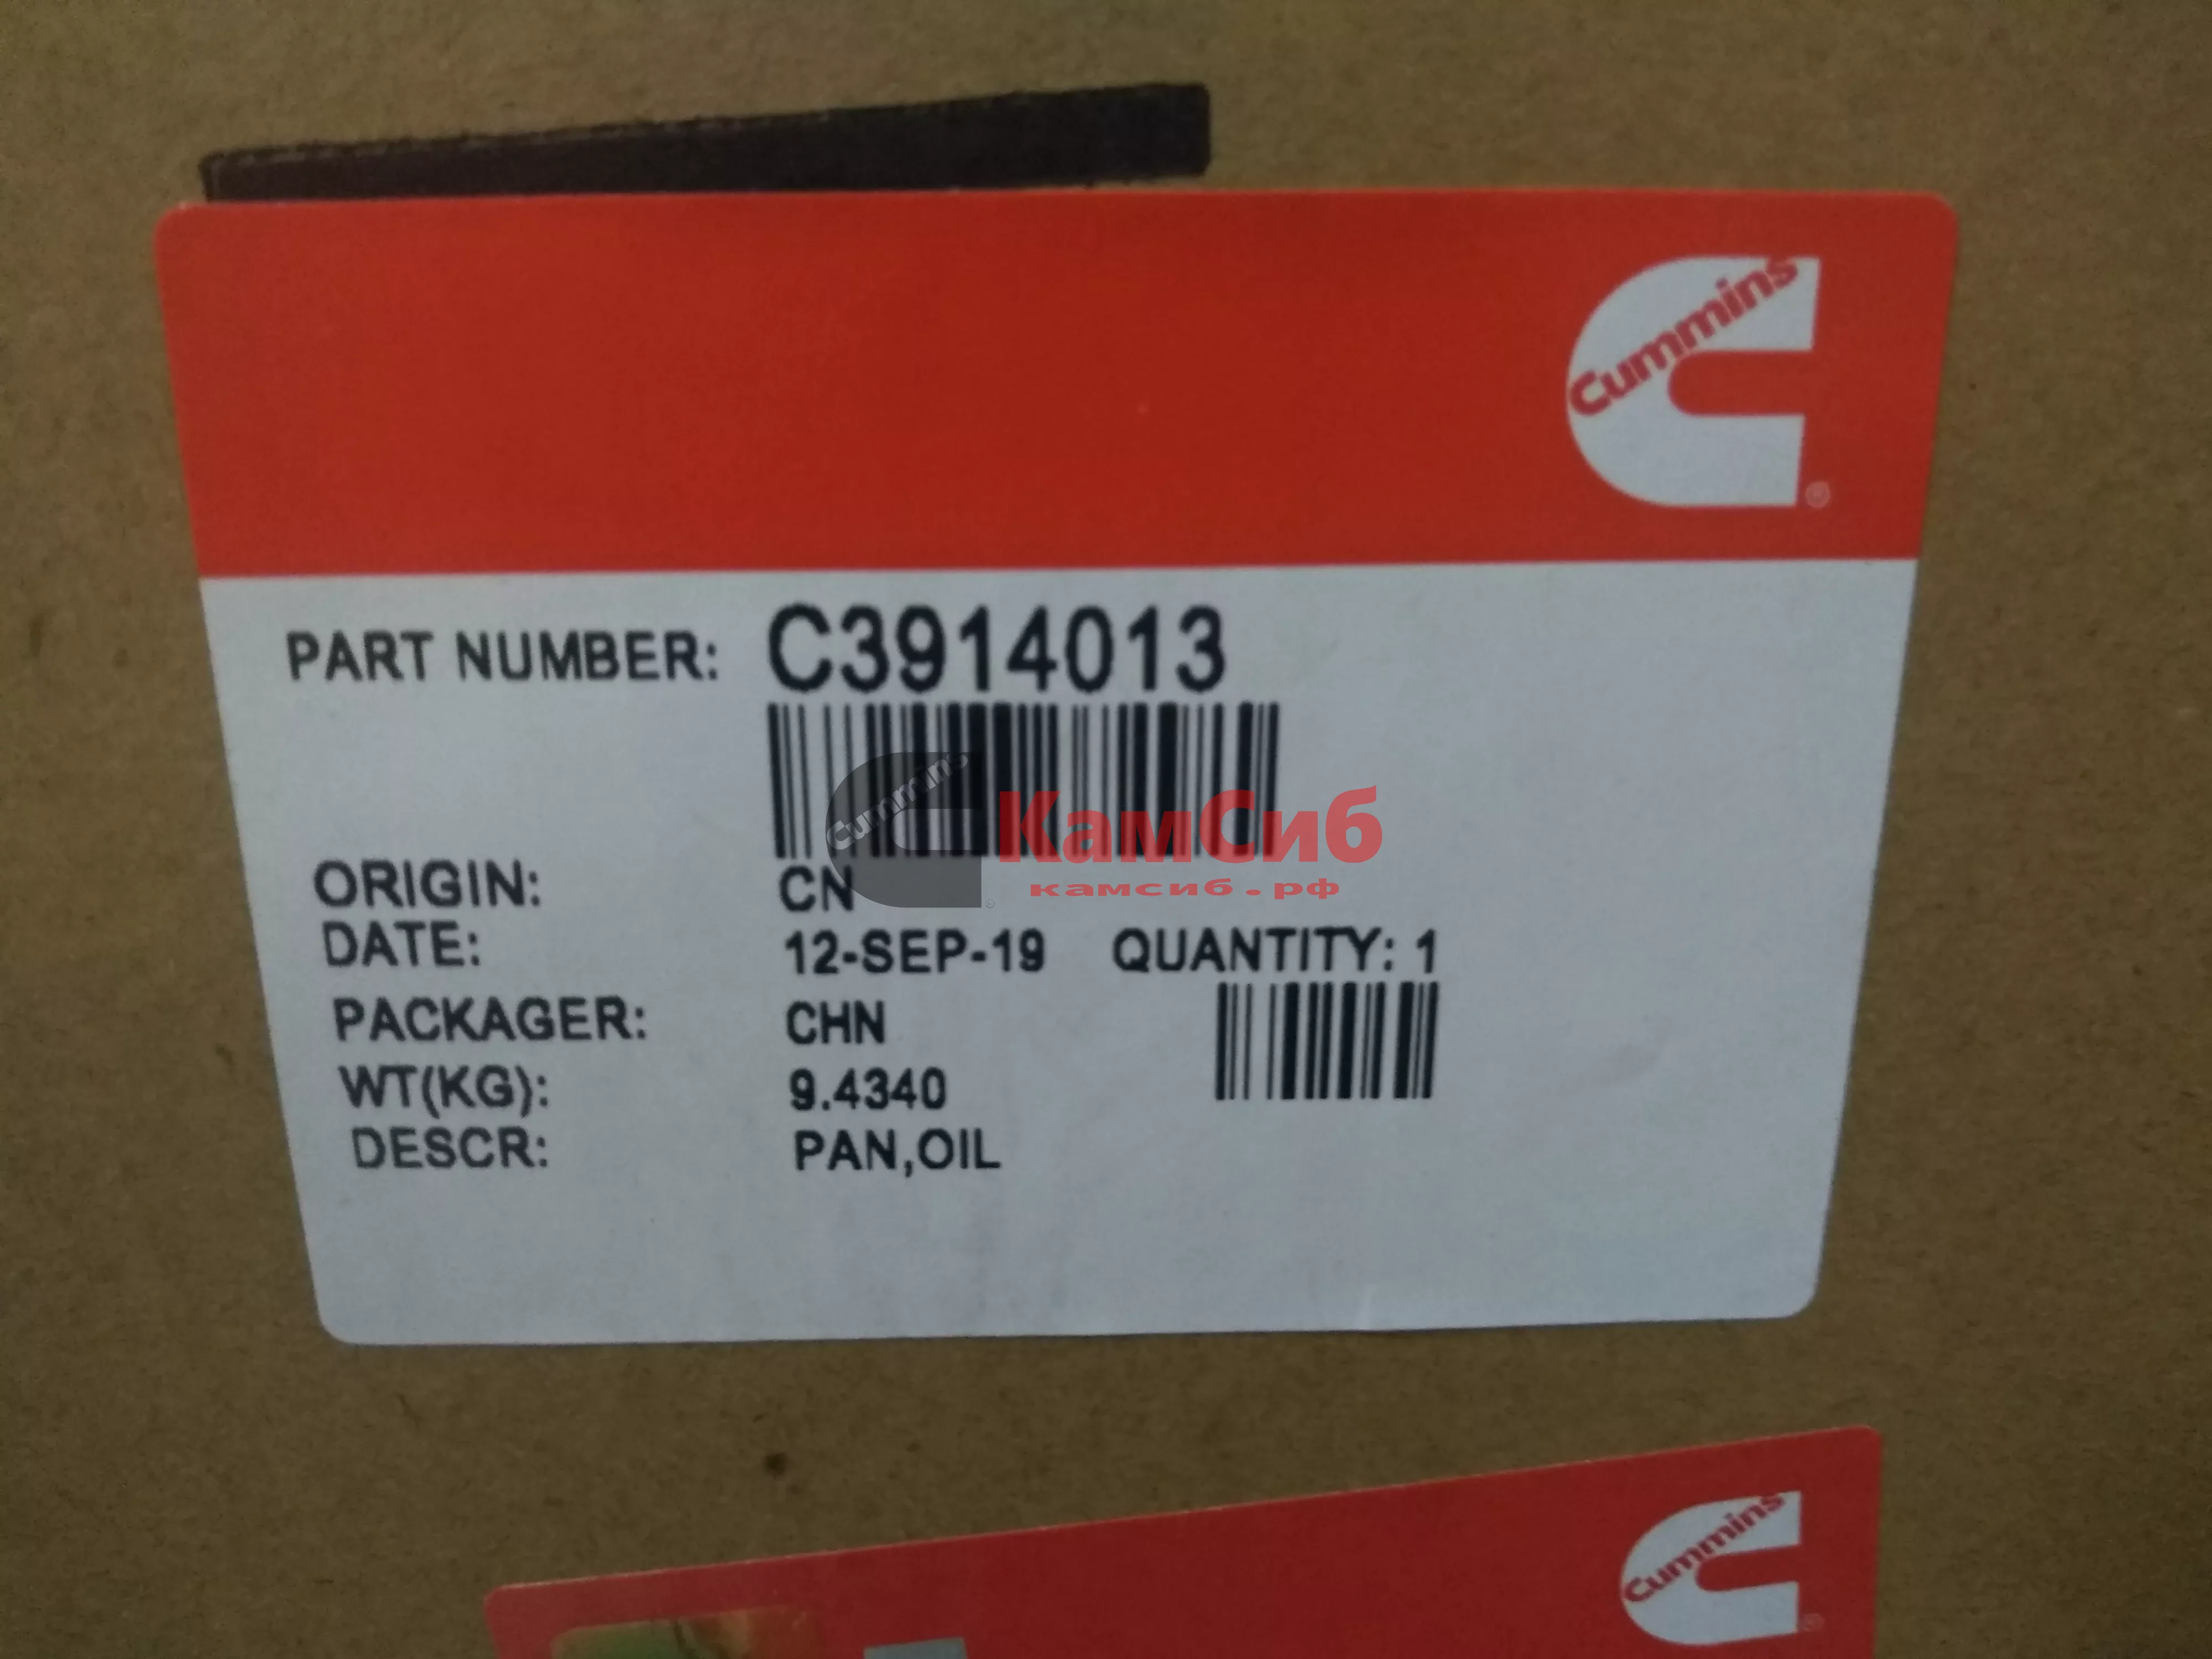 Cummins
PART NUMBER: C3914013
Cummins
КамСиб
камсиб.рф
ORIGIN: CN
DATE: 12-SEP-19 QUANTITY: 1
PACKAGER: CHN
WT(KG): 9.4340
DESCR: PAN,OIL
Cummins